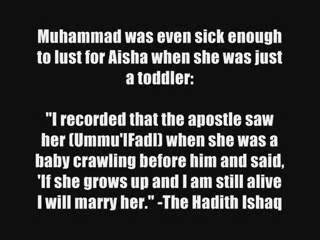 Muhammad was even sick enough
to lust for Aisha when she was just
a toddler:
"I recorded that the apostle saw
her (Ummu'lFadl) when she was a
baby crawling before him and said,
'If she grows up and I am still alive
I will marry her." -The Hadith Ishaq